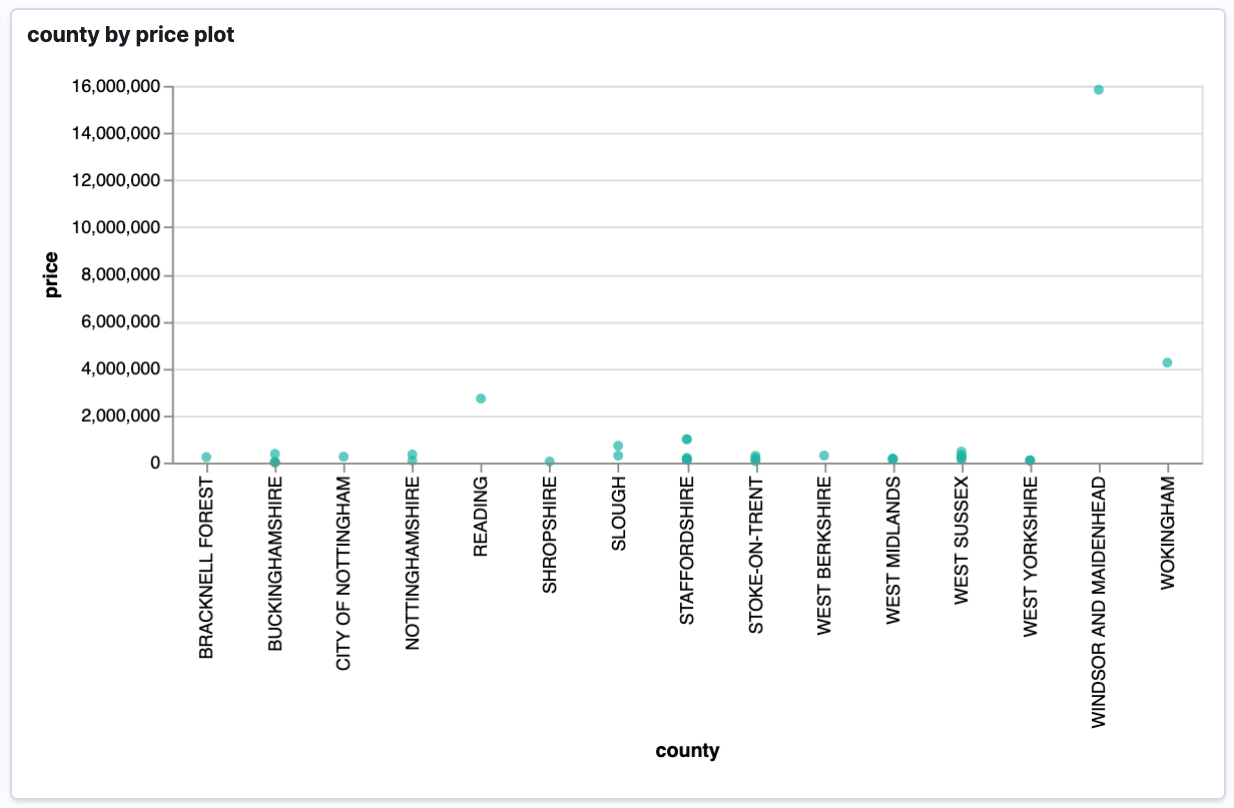 county by price plot
16,000,000
14,000,000
12,000,000
10,000,000
8,000,000
6,000,000
4,000,000
2,000,000
0
price
BRACKNELL FOREST
BUCKINGHAMSHIRE
CITY OF NOTTINGHAM
NOTTINGHAMSHIRE
READING
SHROPSHIRE
SLOUGH
STAFFORDSHIRE
STOKE-ON-TRENT
WEST BERKSHIRE
WEST MIDLANDS
WEST SUSSEX
WEST YORKSHIRE
WINDSOR AND MAIDENHEAD
WOKINGHAM
county